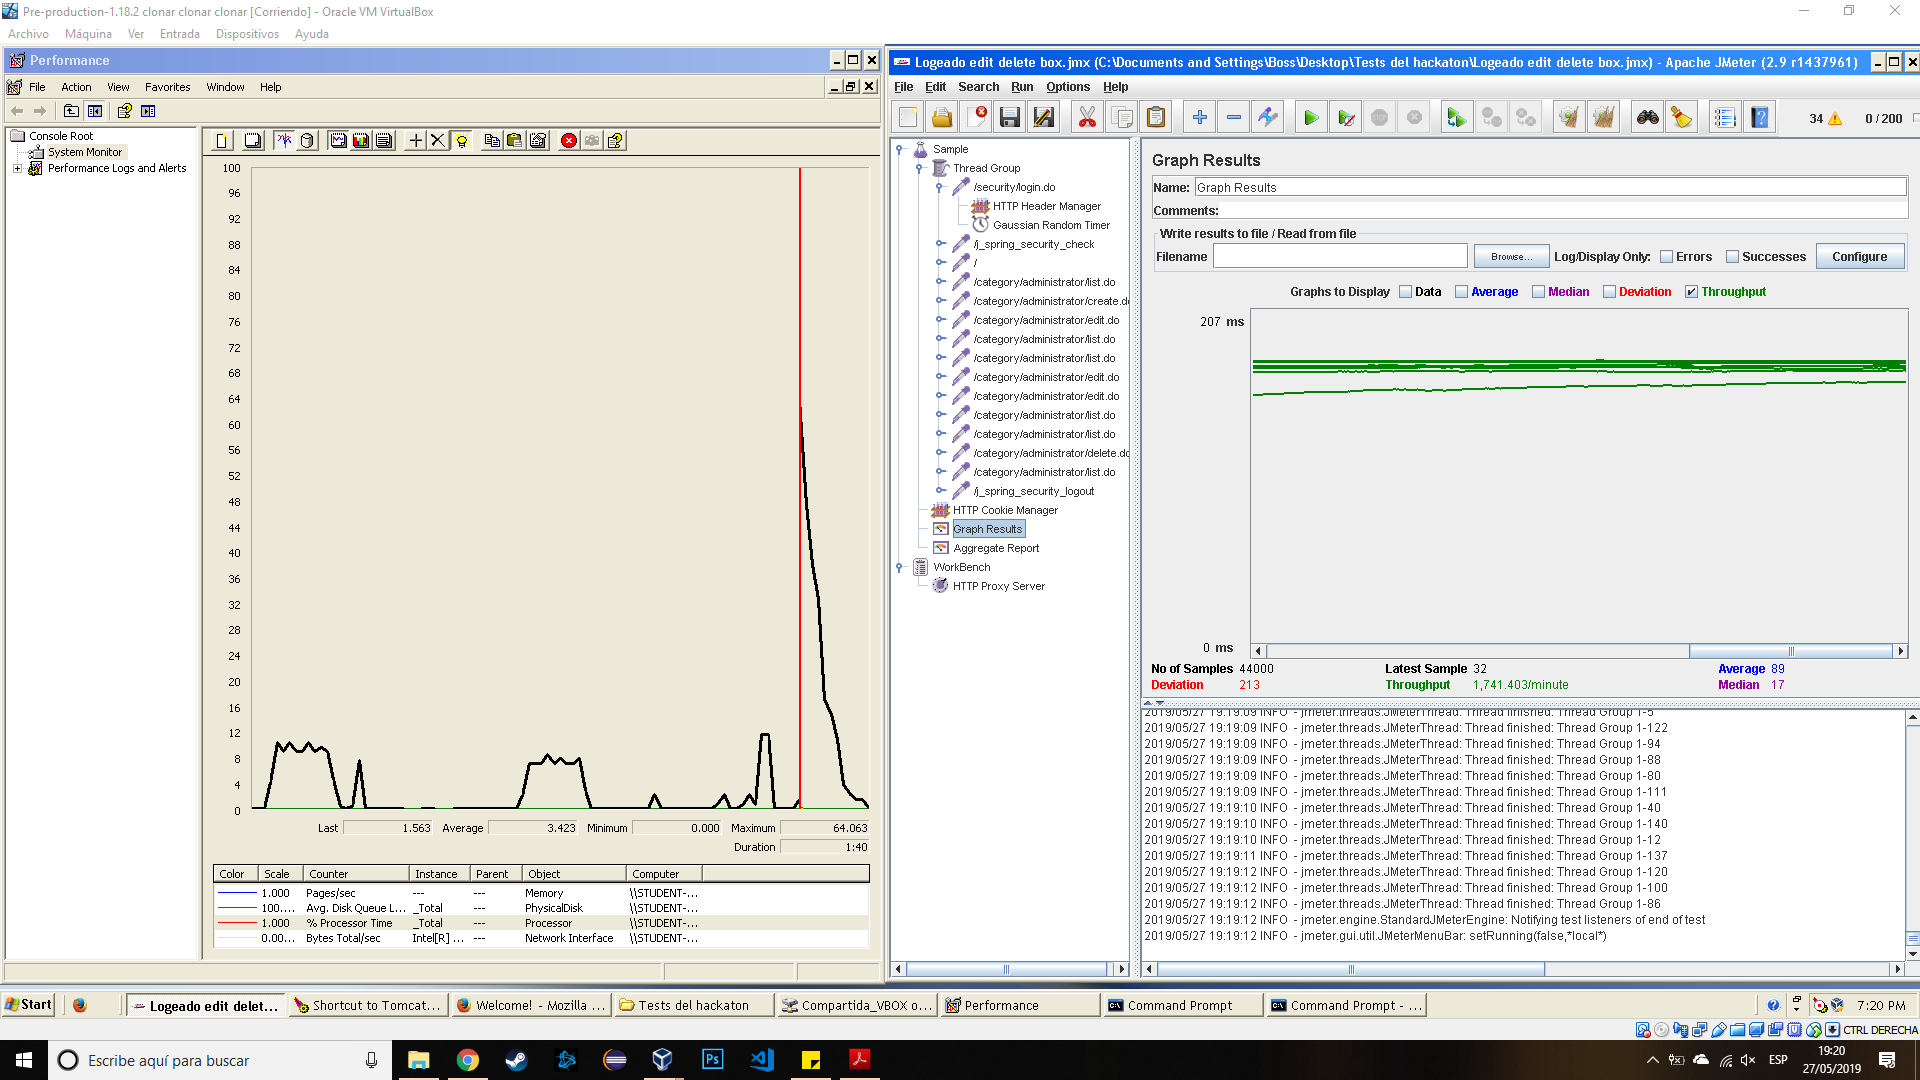 Pre-production-1.18.2 clonar clonar clonar [Corriendo] - Oracle VM VirtualBox
Archivo Máquina Ver Entrada Dispositivos Ayuda
Performance
File Action View Favorites Window Help
Console Root
System Monitor
Performance Logs and Alerts
100
96
92
88
84
80
76
72
68
64
60
56
52
48
44
40
36
32
28
24
20
16
12
8
4
0
Last 1.563 Average 3.423 Minimum 0.000 Maximum 64.063
Duration 1:40
Color Scale Counter Instance Parent Object Computer
1.000 Pages/sec --- --- Memory \\STUDENT-...
100.... Avg. Disk Queue L... _Total --- PhysicalDisk \\STUDENT-...
1.000 % Processor Time _Total --- Processor \\STUDENT-...
0.00... Bytes Total/sec Intel[R] ... --- Network Interface \\STUDENT-...
Logeado edit delete box.jmx (C:\Documents and Settings\Boss\Desktop\Tests del hackaton\Logeado edit delete box.jmx) - Apache JMeter (2.9 r1437961)
File Edit Search Run Options Help
34 0 / 200
Sample
Thread Group
/security/login.do
HTTP Header Manager
Gaussian Random Timer
/j_spring_security_check
/
/category/administrator/list.do
/category/administrator/create.do
/category/administrator/edit.do
/category/administrator/list.do
/category/administrator/list.do
/category/administrator/edit.do
/category/administrator/edit.do
/category/administrator/list.do
/category/administrator/list.do
/category/administrator/delete.do
/category/administrator/list.do
/j_spring_security_logout
HTTP Cookie Manager
Graph Results
Aggregate Report
WorkBench
HTTP Proxy Server
Graph Results
Name: Graph Results
Comments:
Write results to file / Read from file
Filename Browse... Log/Display Only: Errors Successes Configure
Graphs to Display Data Average Median Deviation Throughput
207 ms
0 ms
No of Samples 44000 Latest Sample 32 Average 89
Deviation 213 Throughput 1,741.403/minute Median 17
2019/05/27 19:19:09 INFO - jmeter.threads.JMeterThread: Thread finished: Thread Group 1-5
2019/05/27 19:19:09 INFO - jmeter.threads.JMeterThread: Thread finished: Thread Group 1-122
2019/05/27 19:19:09 INFO - jmeter.threads.JMeterThread: Thread finished: Thread Group 1-94
2019/05/27 19:19:09 INFO - jmeter.threads.JMeterThread: Thread finished: Thread Group 1-88
2019/05/27 19:19:09 INFO - jmeter.threads.JMeterThread: Thread finished: Thread Group 1-80
2019/05/27 19:19:09 INFO - jmeter.threads.JMeterThread: Thread finished: Thread Group 1-111
2019/05/27 19:19:10 INFO - jmeter.threads.JMeterThread: Thread finished: Thread Group 1-40
2019/05/27 19:19:10 INFO - jmeter.threads.JMeterThread: Thread finished: Thread Group 1-140
2019/05/27 19:19:10 INFO - jmeter.threads.JMeterThread: Thread finished: Thread Group 1-12
2019/05/27 19:19:11 INFO - jmeter.threads.JMeterThread: Thread finished: Thread Group 1-137
2019/05/27 19:19:12 INFO - jmeter.threads.JMeterThread: Thread finished: Thread Group 1-120
2019/05/27 19:19:12 INFO - jmeter.threads.JMeterThread: Thread finished: Thread Group 1-100
2019/05/27 19:19:12 INFO - jmeter.threads.JMeterThread: Thread finished: Thread Group 1-86
2019/05/27 19:19:12 INFO - jmeter.engine.StandardJMeterEngine: Notifying test listeners of end of test
2019/05/27 19:19:12 INFO - jmeter.gui.util.JMeterMenuBar: setRunning(false,*local*)
Start Logeado edit delet... Shortcut to Tomcat... Welcome! - Mozilla ... Tests del hackaton Compartida_VBOX o... Performance Command Prompt Command Prompt - ... 7:20 PM
CTRL DERECHA
Escribe aquí para buscar
ESP
19:20
27/05/2019